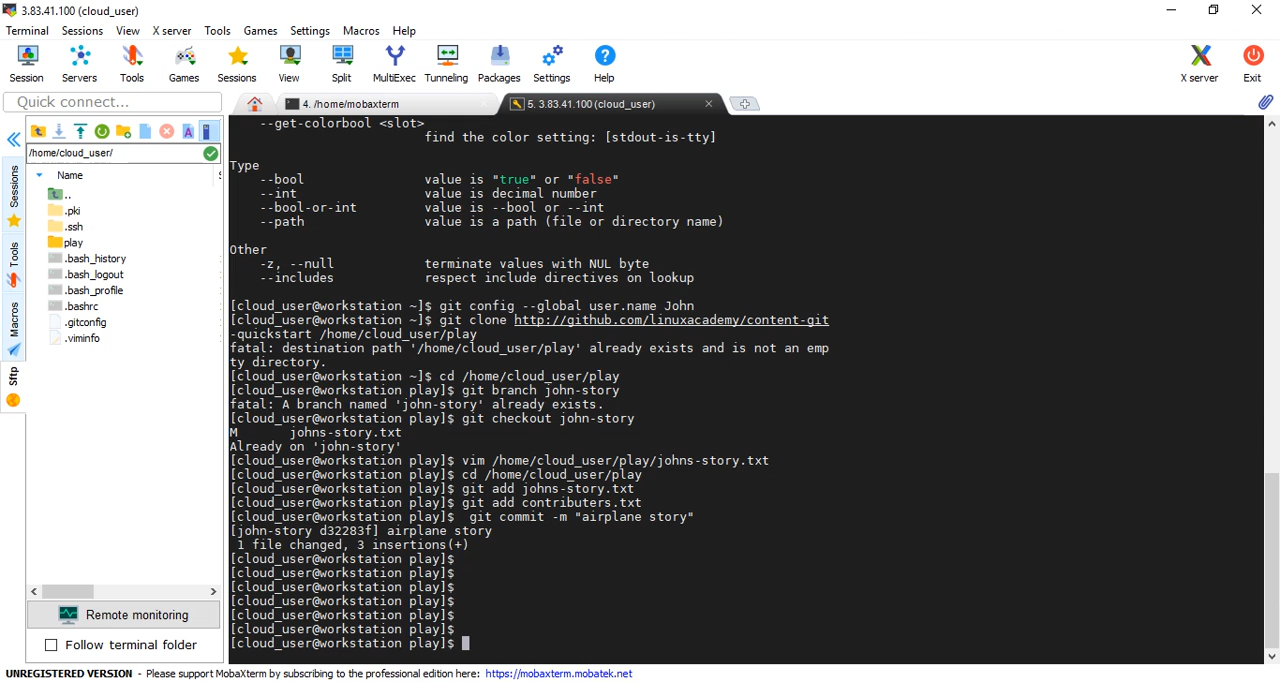 3.83.41.100 (cloud_user)
Terminal Sessions View X server Tools Games Settings Macros Help
Session Servers Tools Games Sessions View Split MultiExec Tunneling Packages Settings Help X server Exit
Quick connect...
4. /home/mobaxterm
5. 3.83.41.100 (cloud_user)
/home/cloud_user/
Name
..
.pki
.ssh
play
.bash_history
.bash_logout
.bash_profile
.bashrc
.gitconfig
.viminfo
Sessions
Tools
Macros
Sftp
Remote monitoring
Follow terminal folder
--get-colorbool <slot>
find the color setting: [stdout-is-tty]
Type
--bool value is "true" or "false"
--int value is decimal number
--bool-or-int value is --bool or --int
--path value is a path (file or directory name)
Other
-z, --null terminate values with NUL byte
--includes respect include directives on lookup
[cloud_user@workstation ~]$ git config --global user.name John
[cloud_user@workstation ~]$ git clone http://github.com/linuxacademy/content-git
-quickstart /home/cloud_user/play
fatal: destination path '/home/cloud_user/play' already exists and is not an emp
ty directory.
[cloud_user@workstation ~]$ cd /home/cloud_user/play
[cloud_user@workstation play]$ git branch john-story
fatal: A branch named 'john-story' already exists.
[cloud_user@workstation play]$ git checkout john-story
M johns-story.txt
Already on 'john-story'
[cloud_user@workstation play]$ vim /home/cloud_user/play/johns-story.txt
[cloud_user@workstation play]$ cd /home/cloud_user/play
[cloud_user@workstation play]$ git add johns-story.txt
[cloud_user@workstation play]$ git add contributers.txt
[cloud_user@workstation play]$  git commit -m "airplane story"
[john-story d32283f] airplane story
 1 file changed, 3 insertions(+)
[cloud_user@workstation play]$
[cloud_user@workstation play]$
[cloud_user@workstation play]$
[cloud_user@workstation play]$
[cloud_user@workstation play]$
[cloud_user@workstation play]$
[cloud_user@workstation play]$
UNREGISTERED VERSION - Please support MobaXterm by subscribing to the professional edition here: https://mobaxterm.mobatek.net